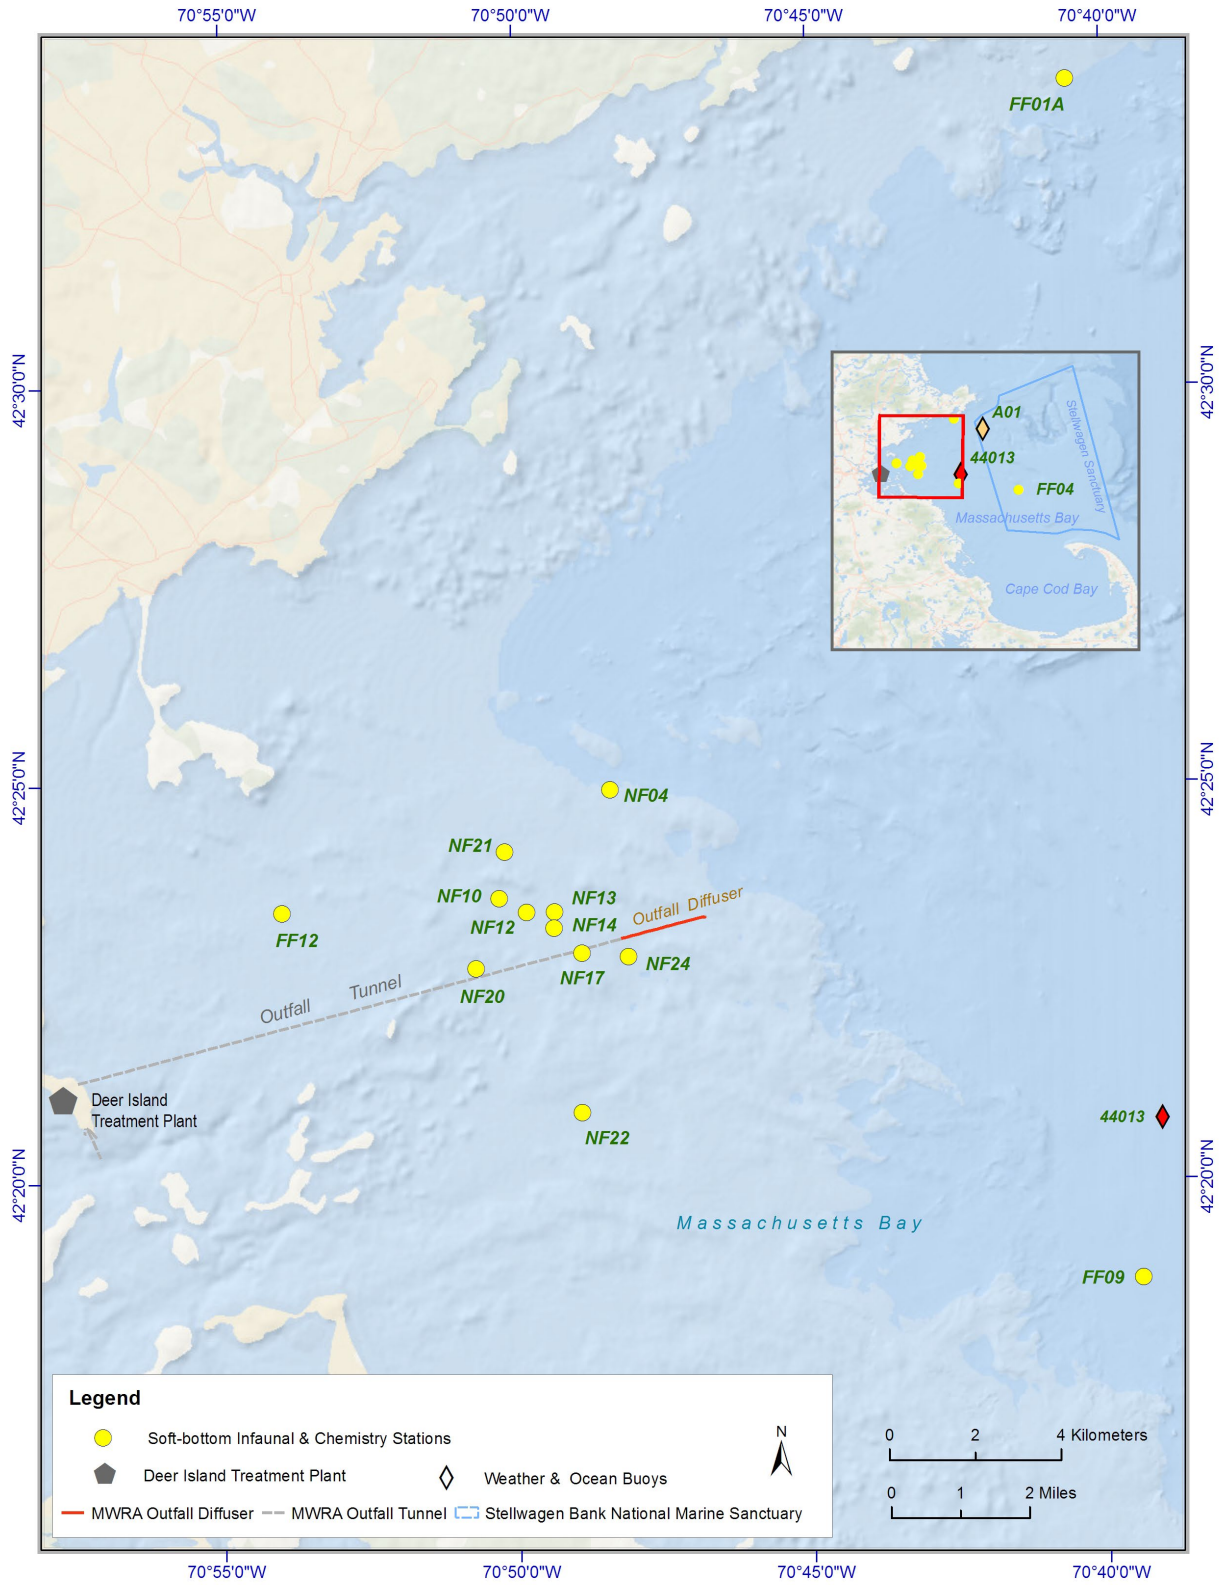 70°55'0"W
70°50'0"W
70°45'0"W
70°40'0"W
FF01A
42°30'0"N
42°30'0"N
A01
Stellwagen Sanctuary
44013
FF04
Massachusetts Bay
Cape Cod Bay
42°25'0"N
42°25'0"N
NF04
NF21
NF10
NF13
Outfall Diffuser
NF12
NF14
FF12
NF24
NF17
NF20
Outfall Tunnel
Deer Island
Treatment Plant
44013
NF22
42°20'0"N
42°20'0"N
Massachusetts Bay
FF09
Legend
Soft-bottom Infaunal & Chemistry Stations
Deer Island Treatment Plant
Weather & Ocean Buoys
MWRA Outfall Diffuser
MWRA Outfall Tunnel
Stellwagen Bank National Marine Sanctuary
N
0 2 4 Kilometers
0 1 2 Miles
70°55'0"W
70°50'0"W
70°45'0"W
70°40'0"W